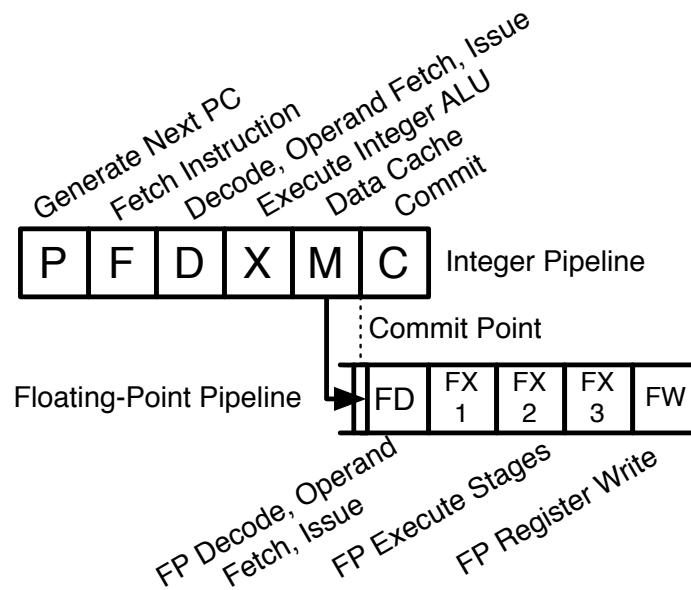 Generate Next PC
Fetch Instruction
Decode, Operand Fetch, Issue
Execute Integer ALU
Data Cache
Commit
P F D X M C
Integer Pipeline
Commit Point
Floating-Point Pipeline
FD
FX
1
FX
2
FX
3
FW
FP Decode, Operand
Fetch, Issue
FP Execute Stages
FP Register Write